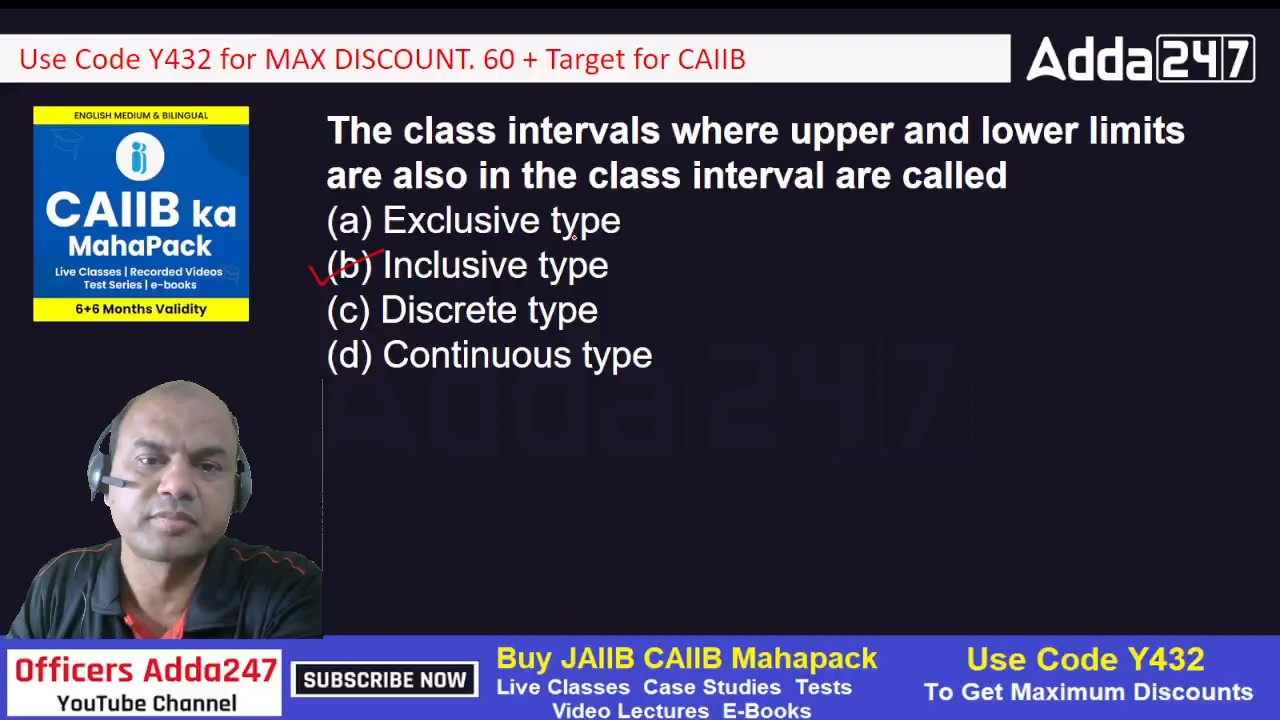 Use Code Y432 for MAX DISCOUNT. 60 + Target for CAIIB
Adda247
ENGLISH MEDIUM & BILINGUAL
CAIIB ka
MahaPack
Live Classes | Recorded Videos
Test Series | e-books
6+6 Months Validity
The class intervals where upper and lower limits
are also in the class interval are called
(a) Exclusive type
(b) Inclusive type
(c) Discrete type
(d) Continuous type
Adda247
Officers Adda247
YouTube Channel
SUBSCRIBE NOW
Buy JAIIB CAIIB Mahapack
Live Classes Case Studies Tests
Video Lectures E-Books
Use Code Y432
To Get Maximum Discounts